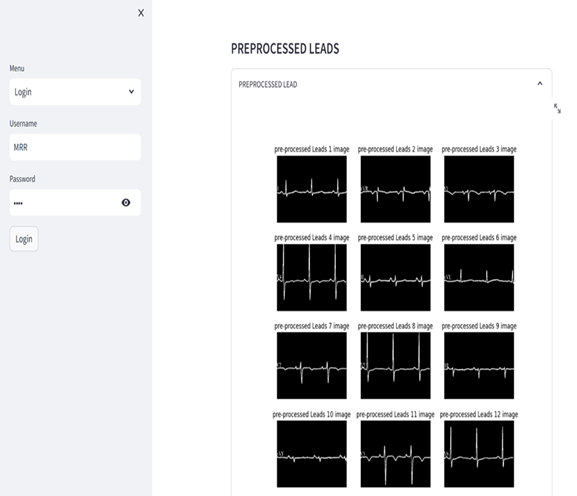 X
Menu
Login
Username
MRR
Password
••••
Login
PREPROCESSED LEADS
PREPROCESSED LEAD
pre-processed Leads 1 image
pre-processed Leads 2 image
pre-processed Leads 3 image
pre-processed Leads 4 image
pre-processed Leads 5 image
pre-processed Leads 6 image
pre-processed Leads 7 image
pre-processed Leads 8 image
pre-processed Leads 9 image
pre-processed Leads 10 image
pre-processed Leads 11 image
pre-processed Leads 12 image